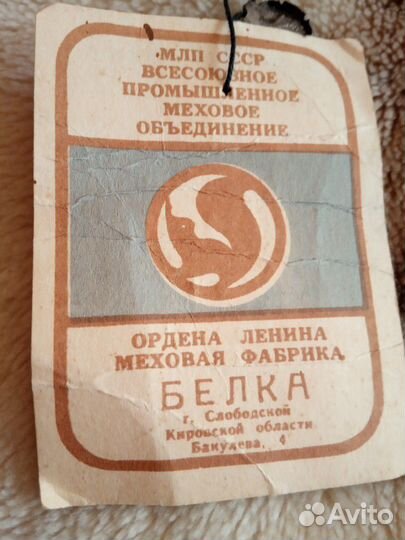 МЛП СССР
ВСЕСОЮЗНОЕ
ПРОМЫШЛЕННОЕ
МЕХОВОЕ
ОБЪЕДИНЕНИЕ
ОРДЕНА ЛЕНИНА
МЕХОВАЯ ФАБРИКА
БЕЛКА
г. Слободской
Кировской области
Бакулева, 4
Avito